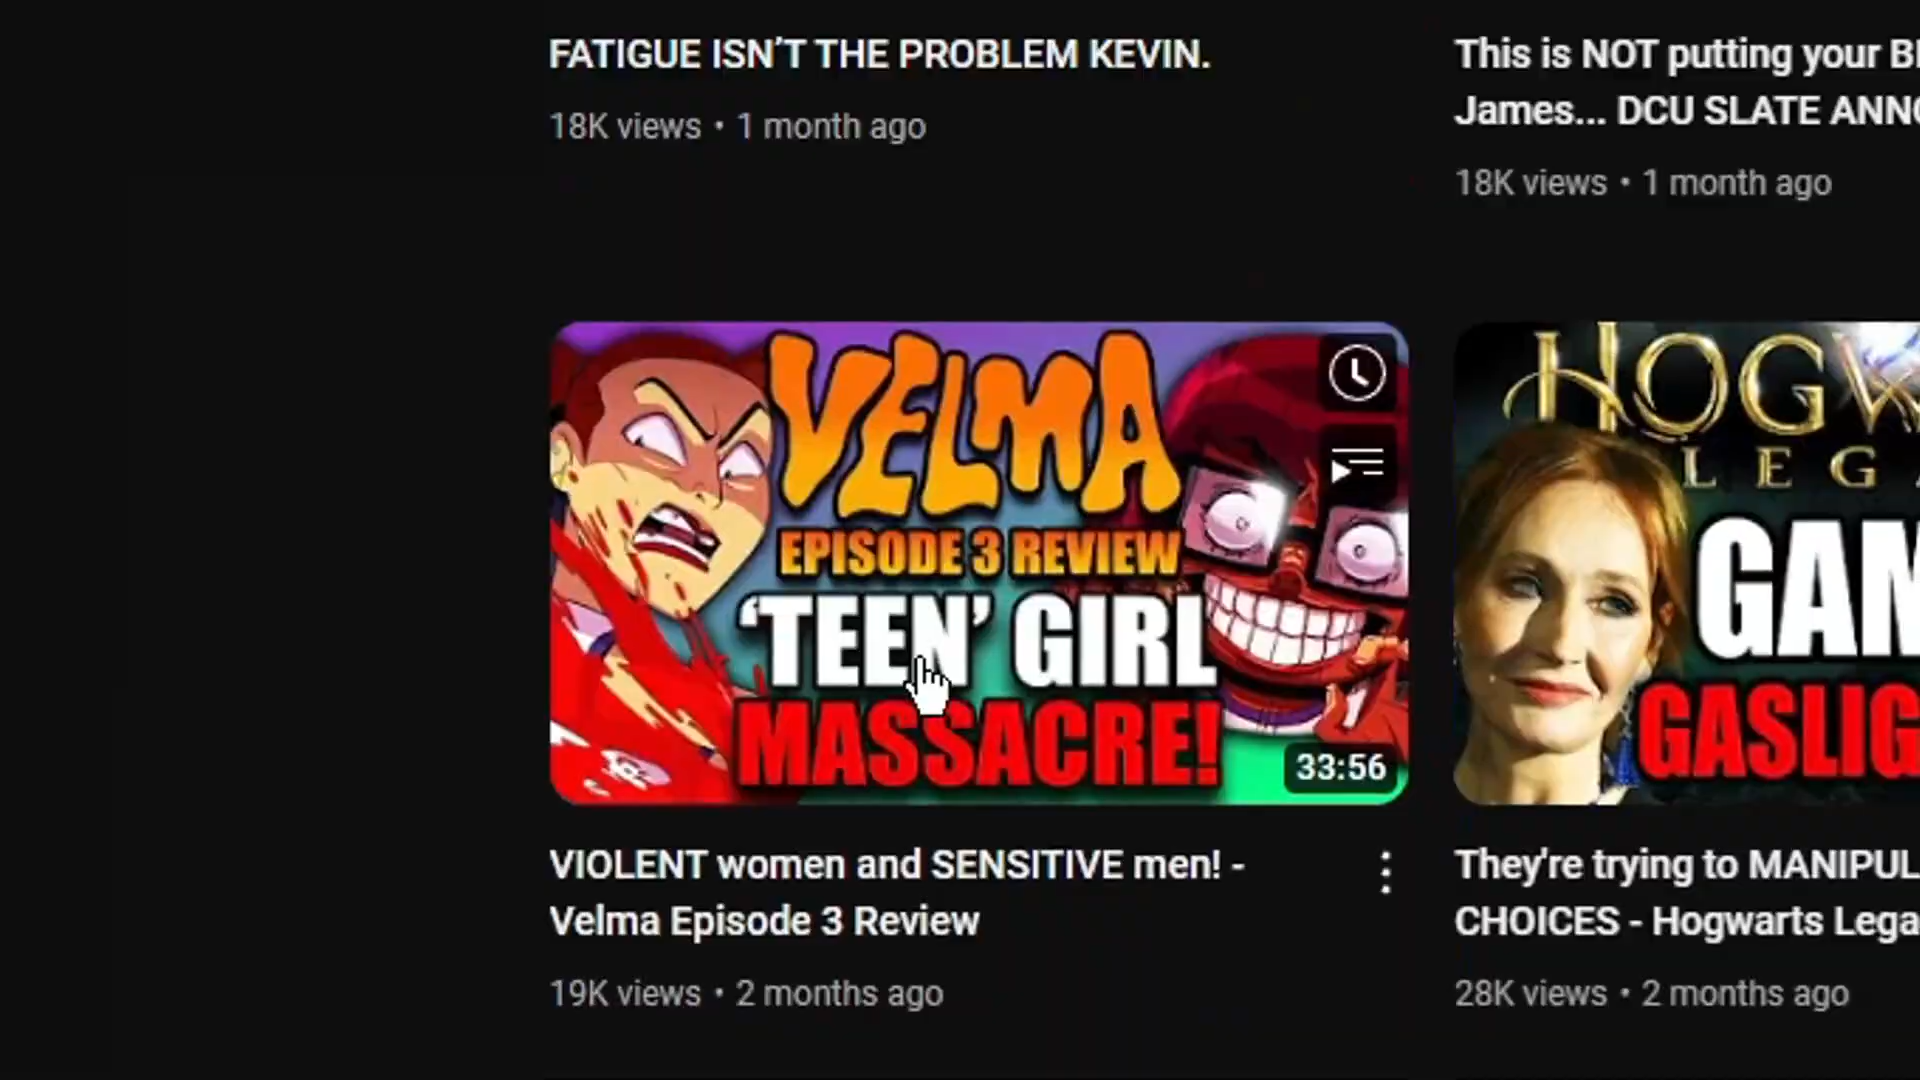 FATIGUE ISN'T THE PROBLEM KEVIN.
18K views • 1 month ago
This is NOT putting your
James... DCU SLATE
18K views • 1 month ago
VELMA
EPISODE 3 REVIEW
'TEEN' GIRL
MASSACRE!
33:56
VIOLENT women and SENSITIVE men! -
Velma Episode 3 Review
19K views • 2 months ago
They're trying to
CHOICES - Hogwarts
28K views • 2 months ago